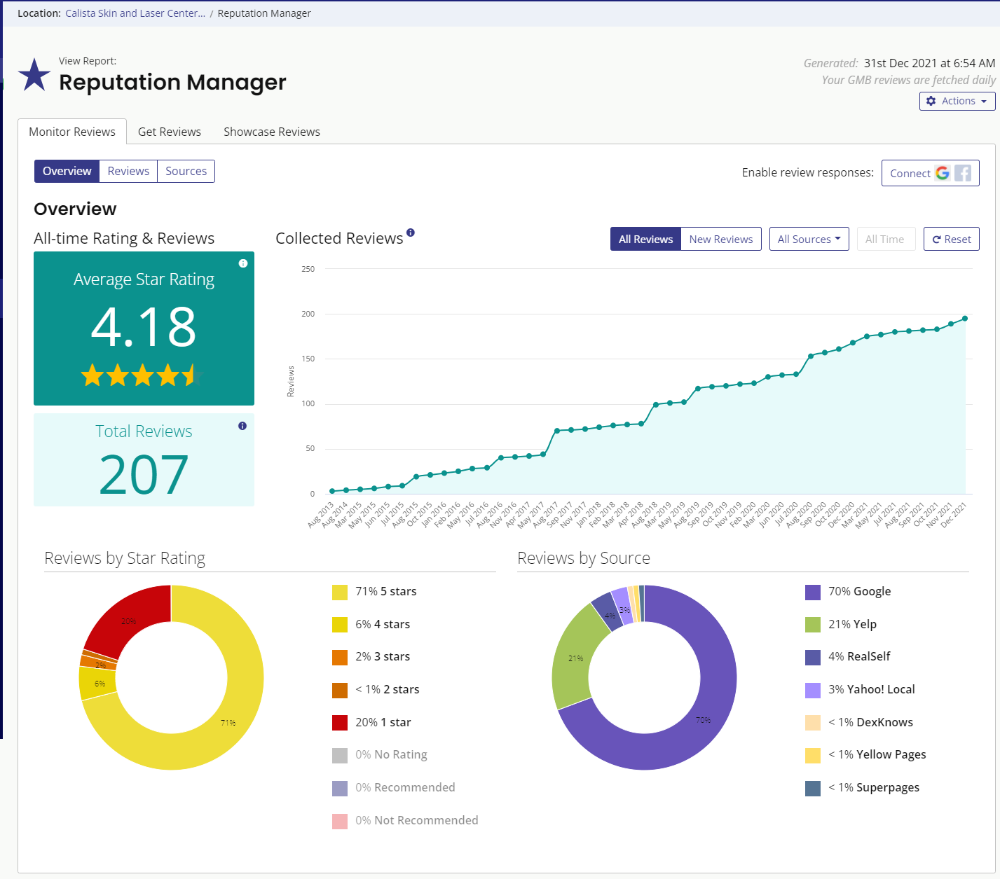 Location: Calista Skin and Laser Center... / Reputation Manager
View Report:
Reputation Manager
Generated: 31st Dec 2021 at 6:54 AM
Your GMB reviews are fetched daily
Actions
Monitor Reviews Get Reviews Showcase Reviews
Overview Reviews Sources
Enable review responses: Connect
Overview
All-time Rating & Reviews
Average Star Rating
4.18
Total Reviews
207
Collected Reviews
All Reviews New Reviews All Sources All Time Reset
250
200
150
100
50
0
Reviews
Aug 2013
Aug 2014
Mar 2015
May 2015
Jun 2015
Jul 2015
Aug 2015
Oct 2015
Jan 2016
Feb 2016
May 2016
Jul 2016
Aug 2016
Nov 2016
Apr 2017
May 2017
Aug 2017
Sep 2017
Nov 2017
Jan 2018
Feb 2018
Mar 2018
Apr 2018
Aug 2018
Mar 2019
May 2019
Aug 2019
Sep 2019
Oct 2019
Nov 2019
Feb 2020
Mar 2020
Jun 2020
Jul 2020
Aug 2020
Sep 2020
Oct 2020
Dec 2020
Mar 2021
May 2021
Jul 2021
Aug 2021
Sep 2021
Oct 2021
Nov 2021
Dec 2021
Reviews by Star Rating
20%
2%
6%
71%
71% 5 stars
6% 4 stars
2% 3 stars
< 1% 2 stars
20% 1 star
0% No Rating
0% Recommended
0% Not Recommended
Reviews by Source
3%
4%
21%
70%
70% Google
21% Yelp
4% RealSelf
3% Yahoo! Local
< 1% DexKnows
< 1% Yellow Pages
< 1% Superpages